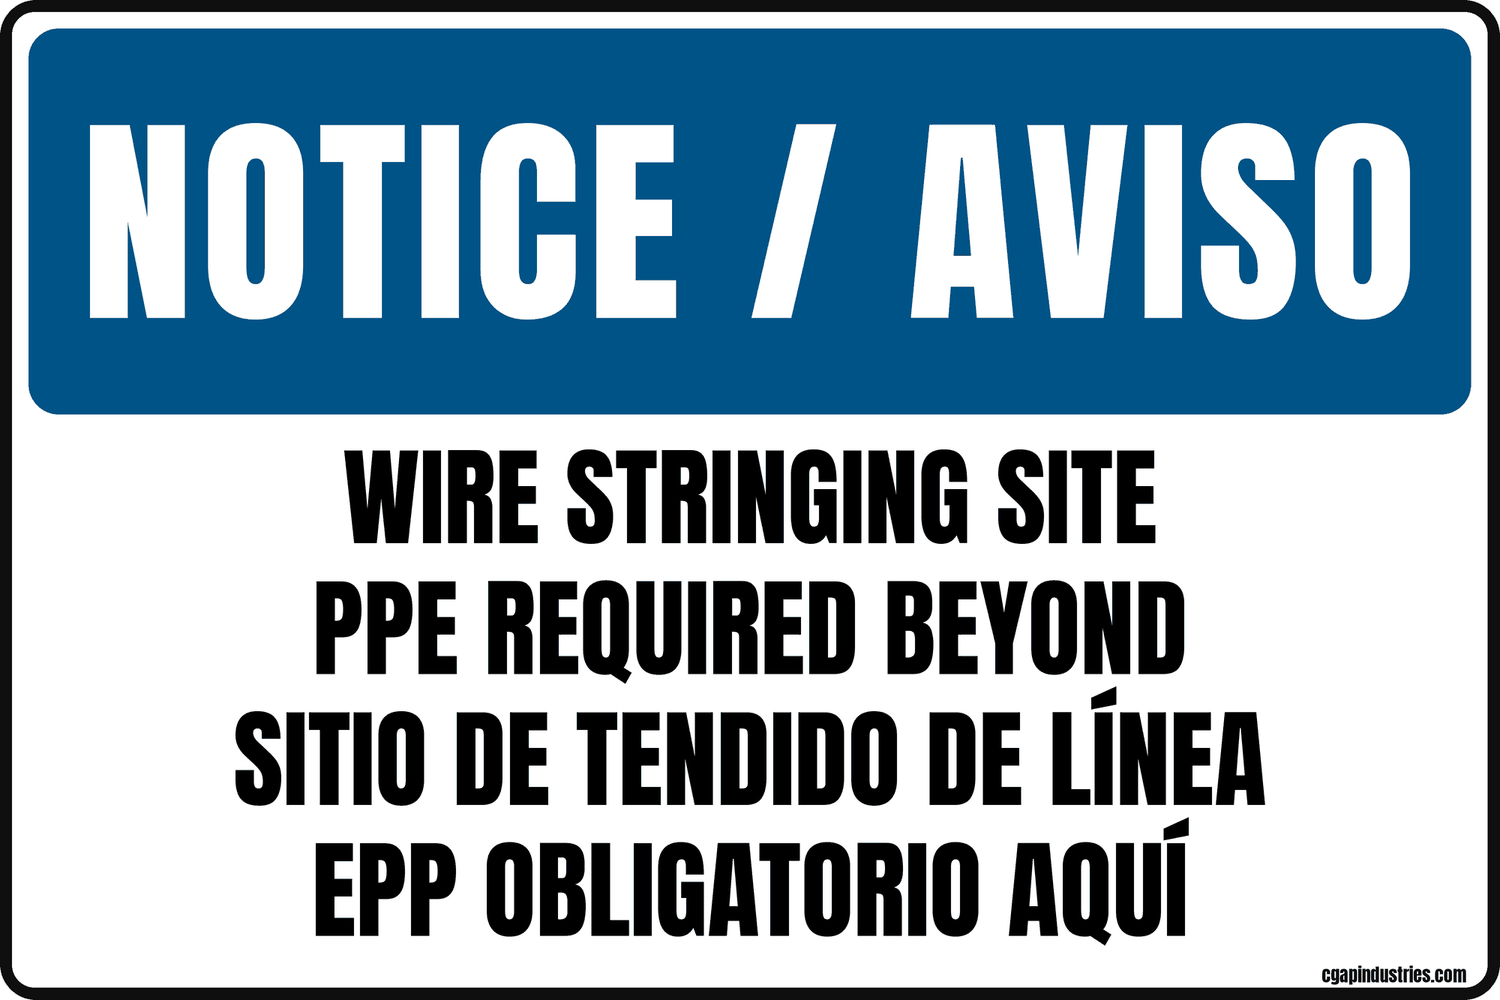 NOTICE / AVISO
WIRE STRINGING SITE
PPE REQUIRED BEYOND
SITIO DE TENDIDO DE LÍNEA
EPP OBLIGATORIO AQUÍ
cgapindustries.com